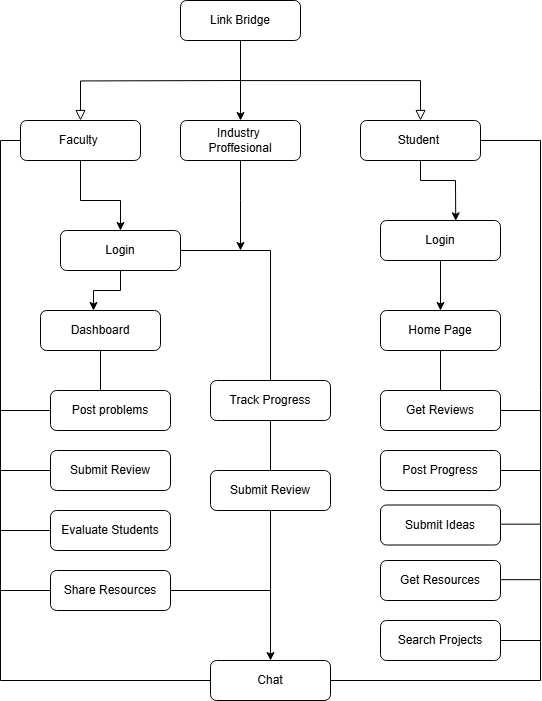 Link Bridge
Faculty
Industry
Proffesional
Student
Login
Login
Dashboard
Home Page
Post problems
Track Progress
Get Reviews
Submit Review
Submit Review
Post Progress
Evaluate Students
Submit Ideas
Share Resources
Get Resources
Search Projects
Chat